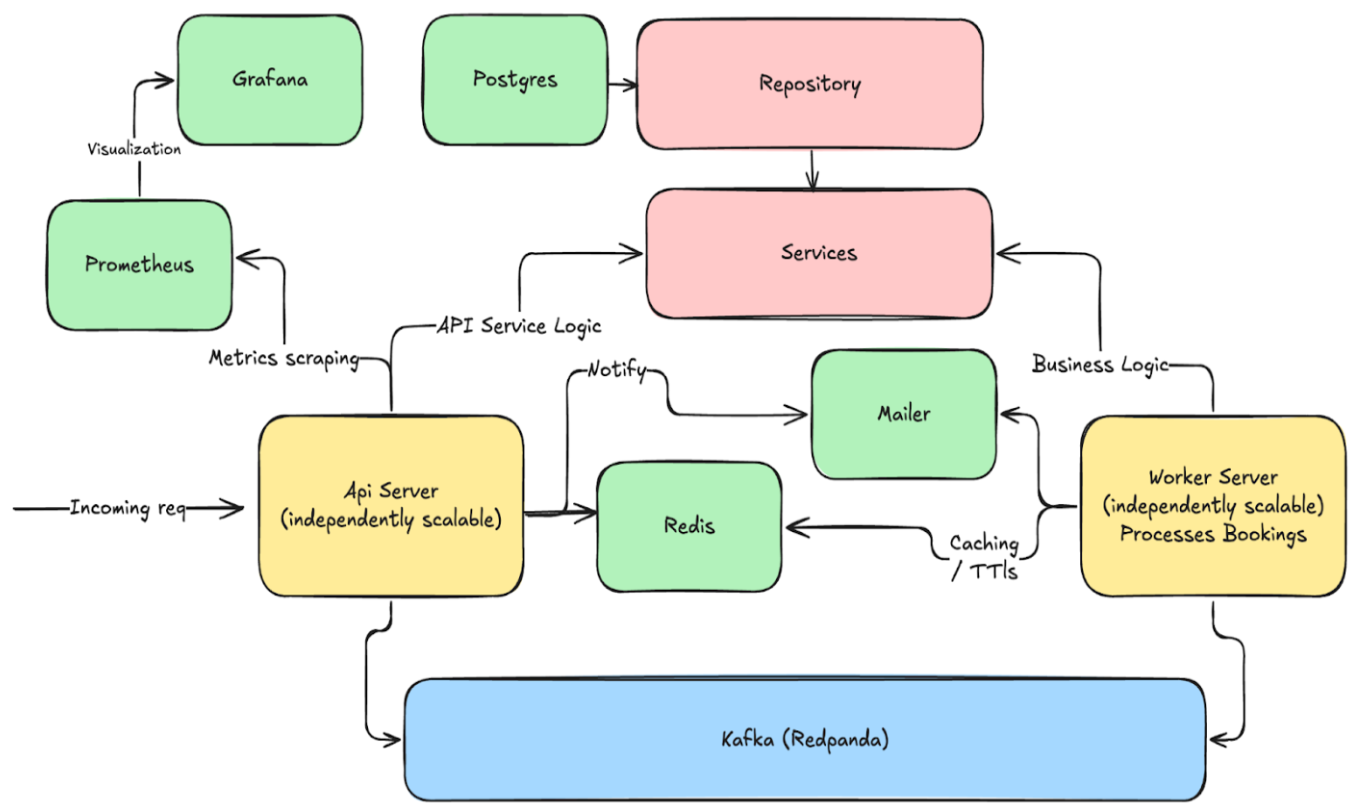 Grafana
Postgres
Repository
Visualization
Prometheus
Services
API Service Logic
Metrics scraping
Notify
Business Logic
Mailer
Incoming req
Api Server
(independently scalable)
Redis
Worker Server
(independently scalable)
Processes Bookings
Caching
/ TTls
Kafka (Redpanda)